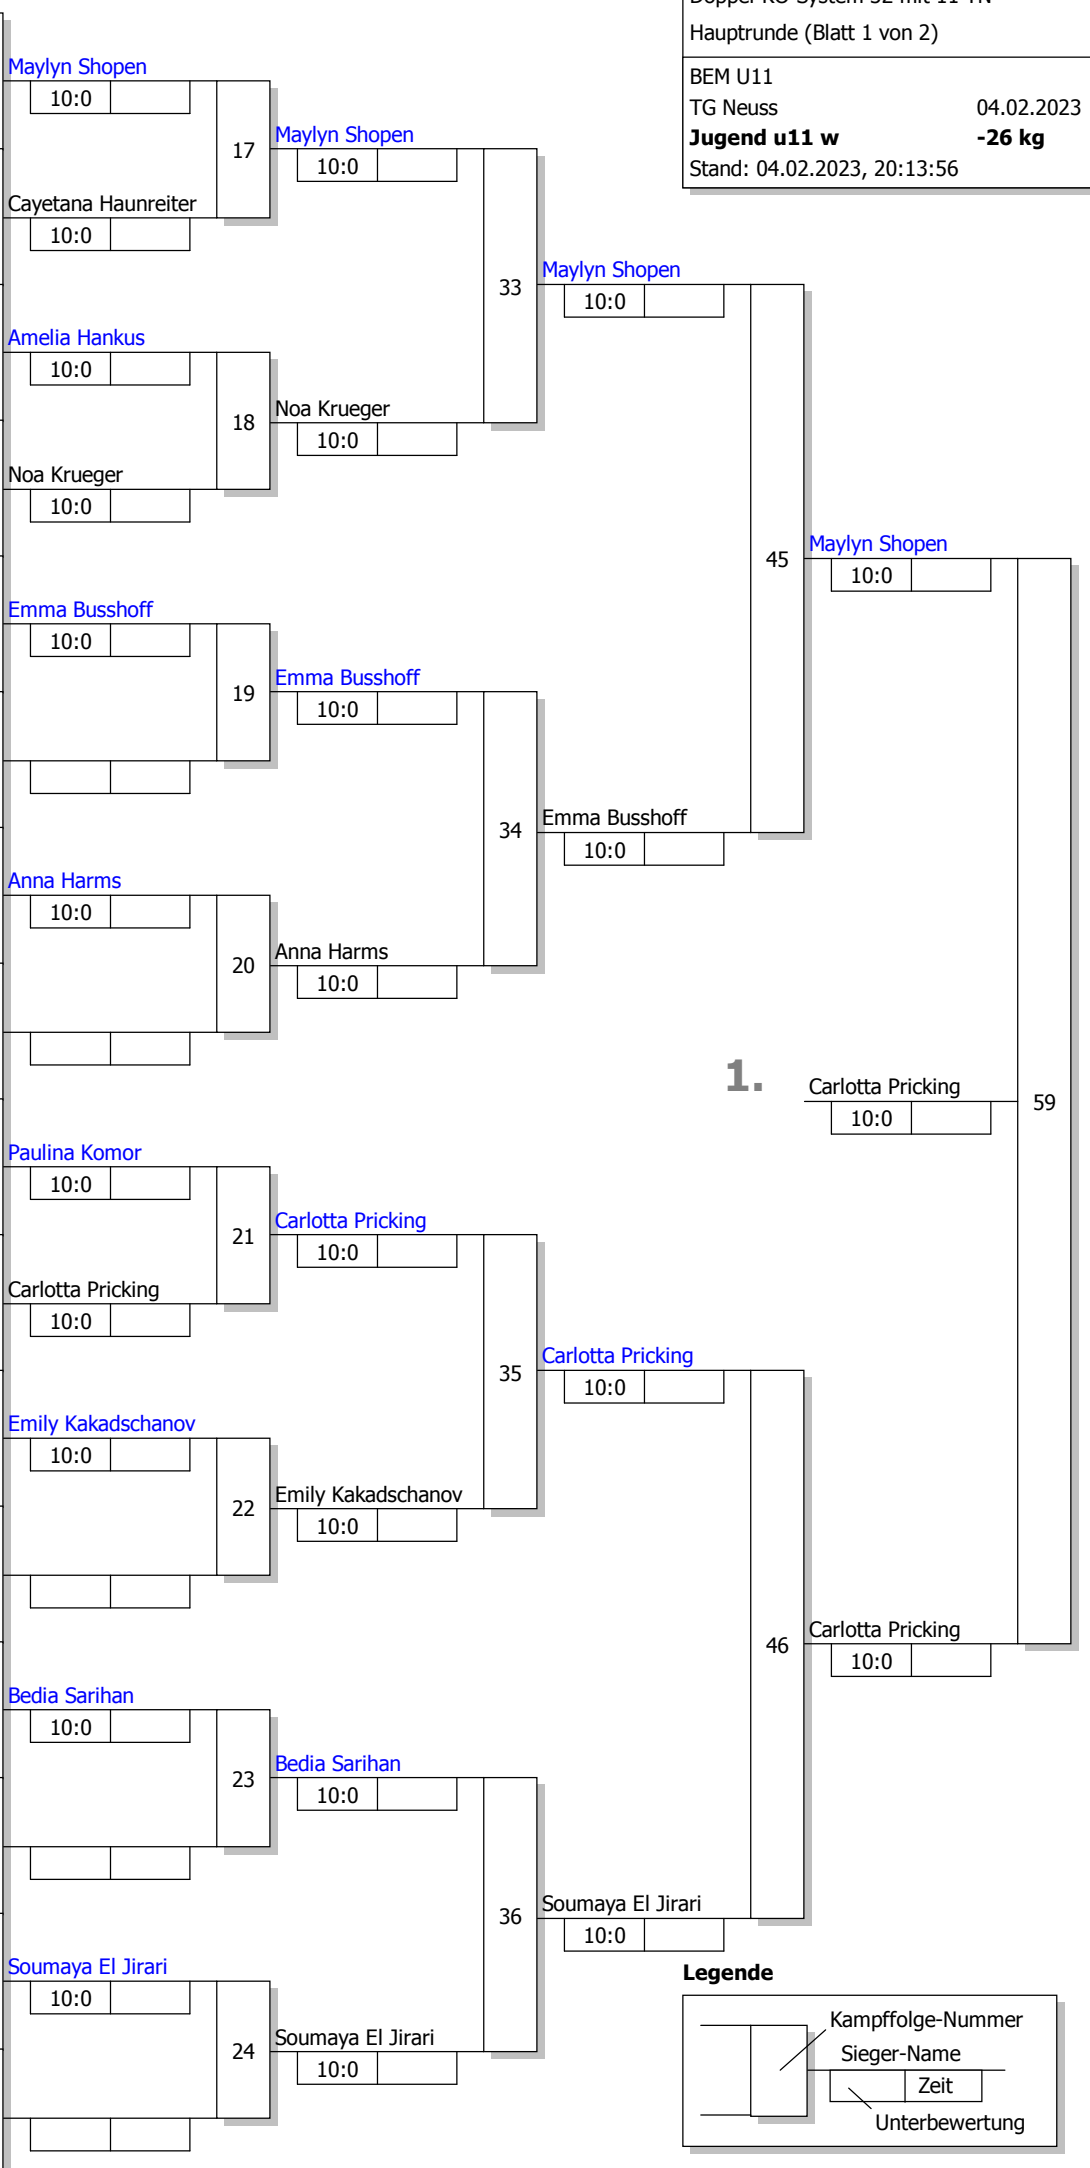 Doppel-KO-System 32 mit 11 TN
Hauptrunde (Blatt 1 von 2)
BEM U11
TG Neuss 04.02.2023
Jugend u11 w -26 kg
Stand: 04.02.2023, 20:13:56
Maylyn Shopen
10:0
17
Cayetana Haunreiter
10:0
Amelia Hankus
10:0
18
Noa Krueger
10:0
Emma Busshoff
10:0
19
Anna Harms
10:0
20
Paulina Komor
10:0
21
Carlotta Pricking
10:0
Emily Kakadschanov
10:0
22
Bedia Sarihan
10:0
23
Soumaya El Jirari
10:0
24
Maylyn Shopen
10:0
33
Noa Krueger
10:0
Emma Busshoff
10:0
34
Anna Harms
10:0
Carlotta Pricking
10:0
35
Emily Kakadschanov
10:0
Bedia Sarihan
10:0
36
Soumaya El Jirari
10:0
Maylyn Shopen
10:0
45
Emma Busshoff
10:0
Carlotta Pricking
10:0
46
Soumaya El Jirari
10:0
Maylyn Shopen
10:0
1.
Carlotta Pricking
10:0
59
Carlotta Pricking
10:0
Legende
Kampffolge-Nummer
Sieger-Name
Zeit
Unterbewertung